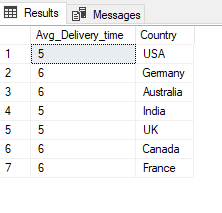 Results Messages
Avg_Delivery_time Country
1 5 USA
2 6 Germany
3 6 Australia
4 5 India
5 5 UK
6 6 Canada
7 6 France